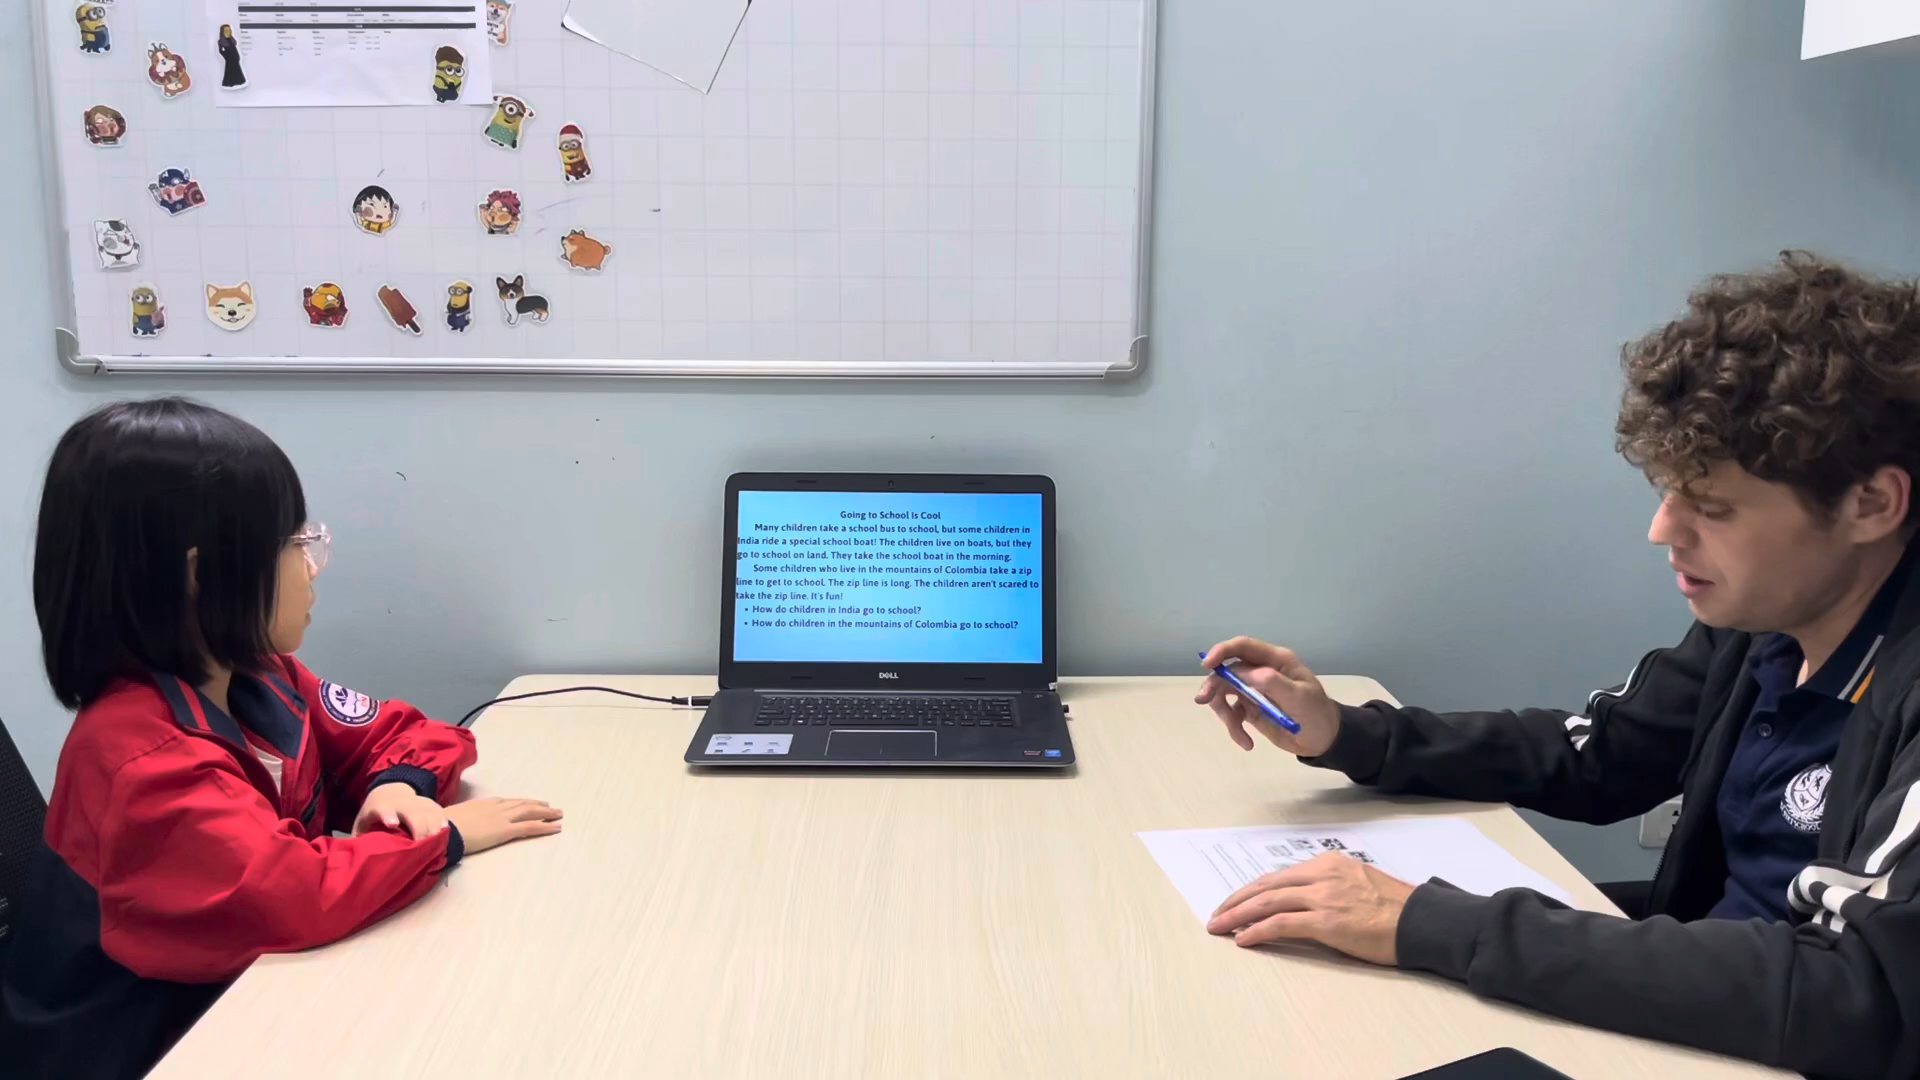 Going to School Is Cool
Many children take a school bus to school, but some children in
India ride a special school boat! The children live on boats, but they
go to school on land. They take the school boat in the morning.
Some children who live in the mountains of Colombia take a zip
line to get to school. The zip line is long. The children aren't scared to
take the zip line. It's fun!
• How do children in India go to school?
• How do children in the mountains of Colombia go to school?
DELL